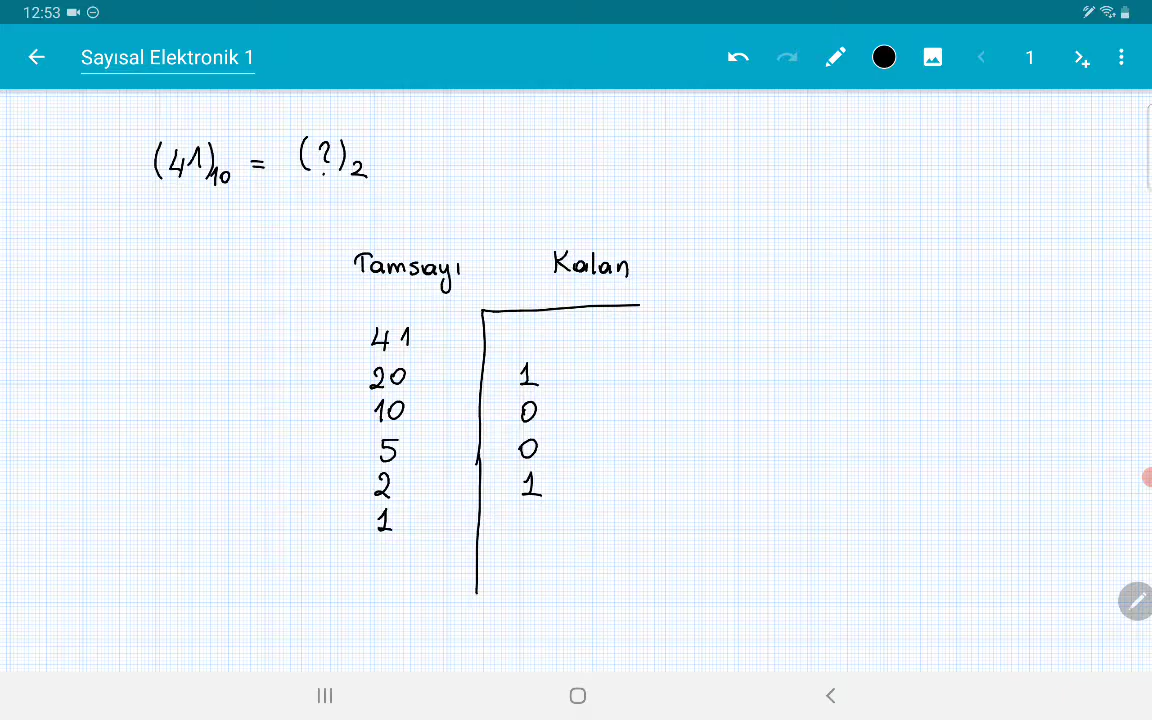 12:53
Sayısal Elektronik 1
1
(41)10 = (?)2
Tamsayı Kalan
41
20 1
10 0
5 0
2 1
1